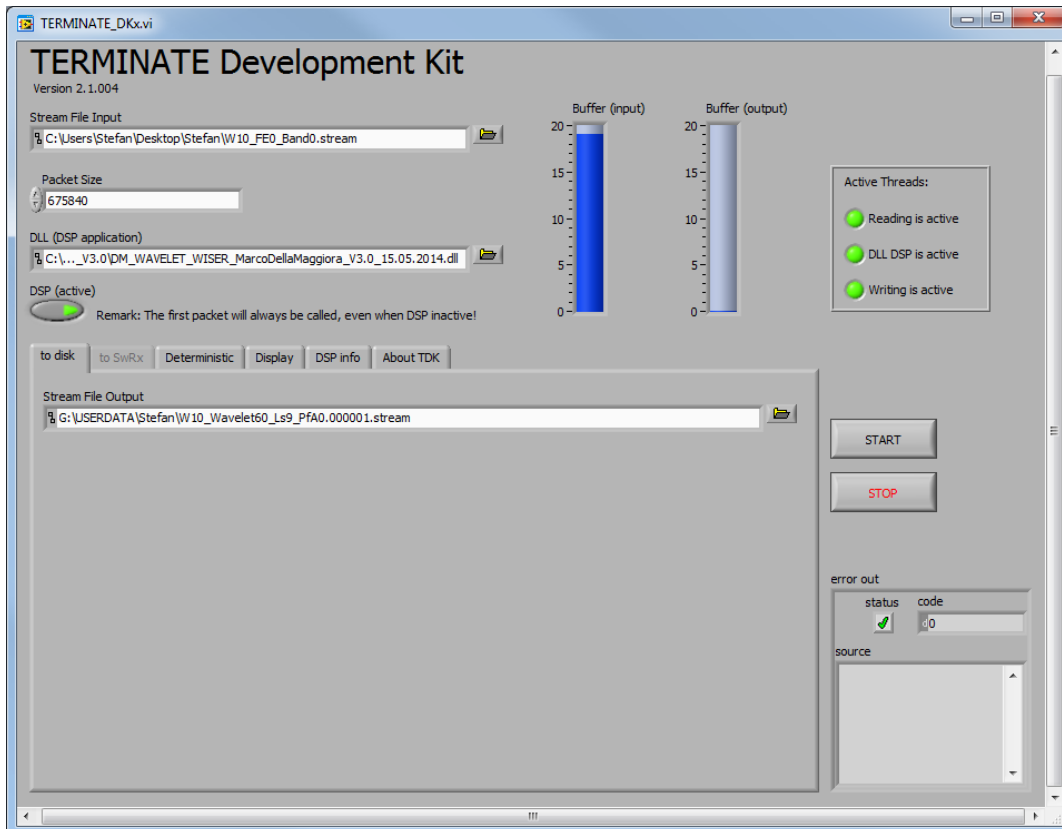 TERMINATE_DKx.vi
TERMINATE Development Kit
Version 2.1.004
Stream File Input
C:\Users\Stefan\Desktop\Stefan\W10_FE0_Band0.stream
Packet Size
675840
DLL (DSP application)
C:\..._V3.0\DM_WAVELET_WISER_MarcoDellaMaggiora_V3.0_15.05.2014.dll
DSP (active)
Remark: The first packet will always be called, even when DSP inactive!
Buffer (input)
20
15
10
5
0
Buffer (output)
20
15
10
5
0
Active Threads:
Reading is active
DLL DSP is active
Writing is active
to disk to SwRx Deterministic Display DSP info About TDK
Stream File Output
G:\USERDATA\Stefan\W10_Wavelet60_Ls9_PfA0.000001.stream
START
STOP
error out
status code
d0
source